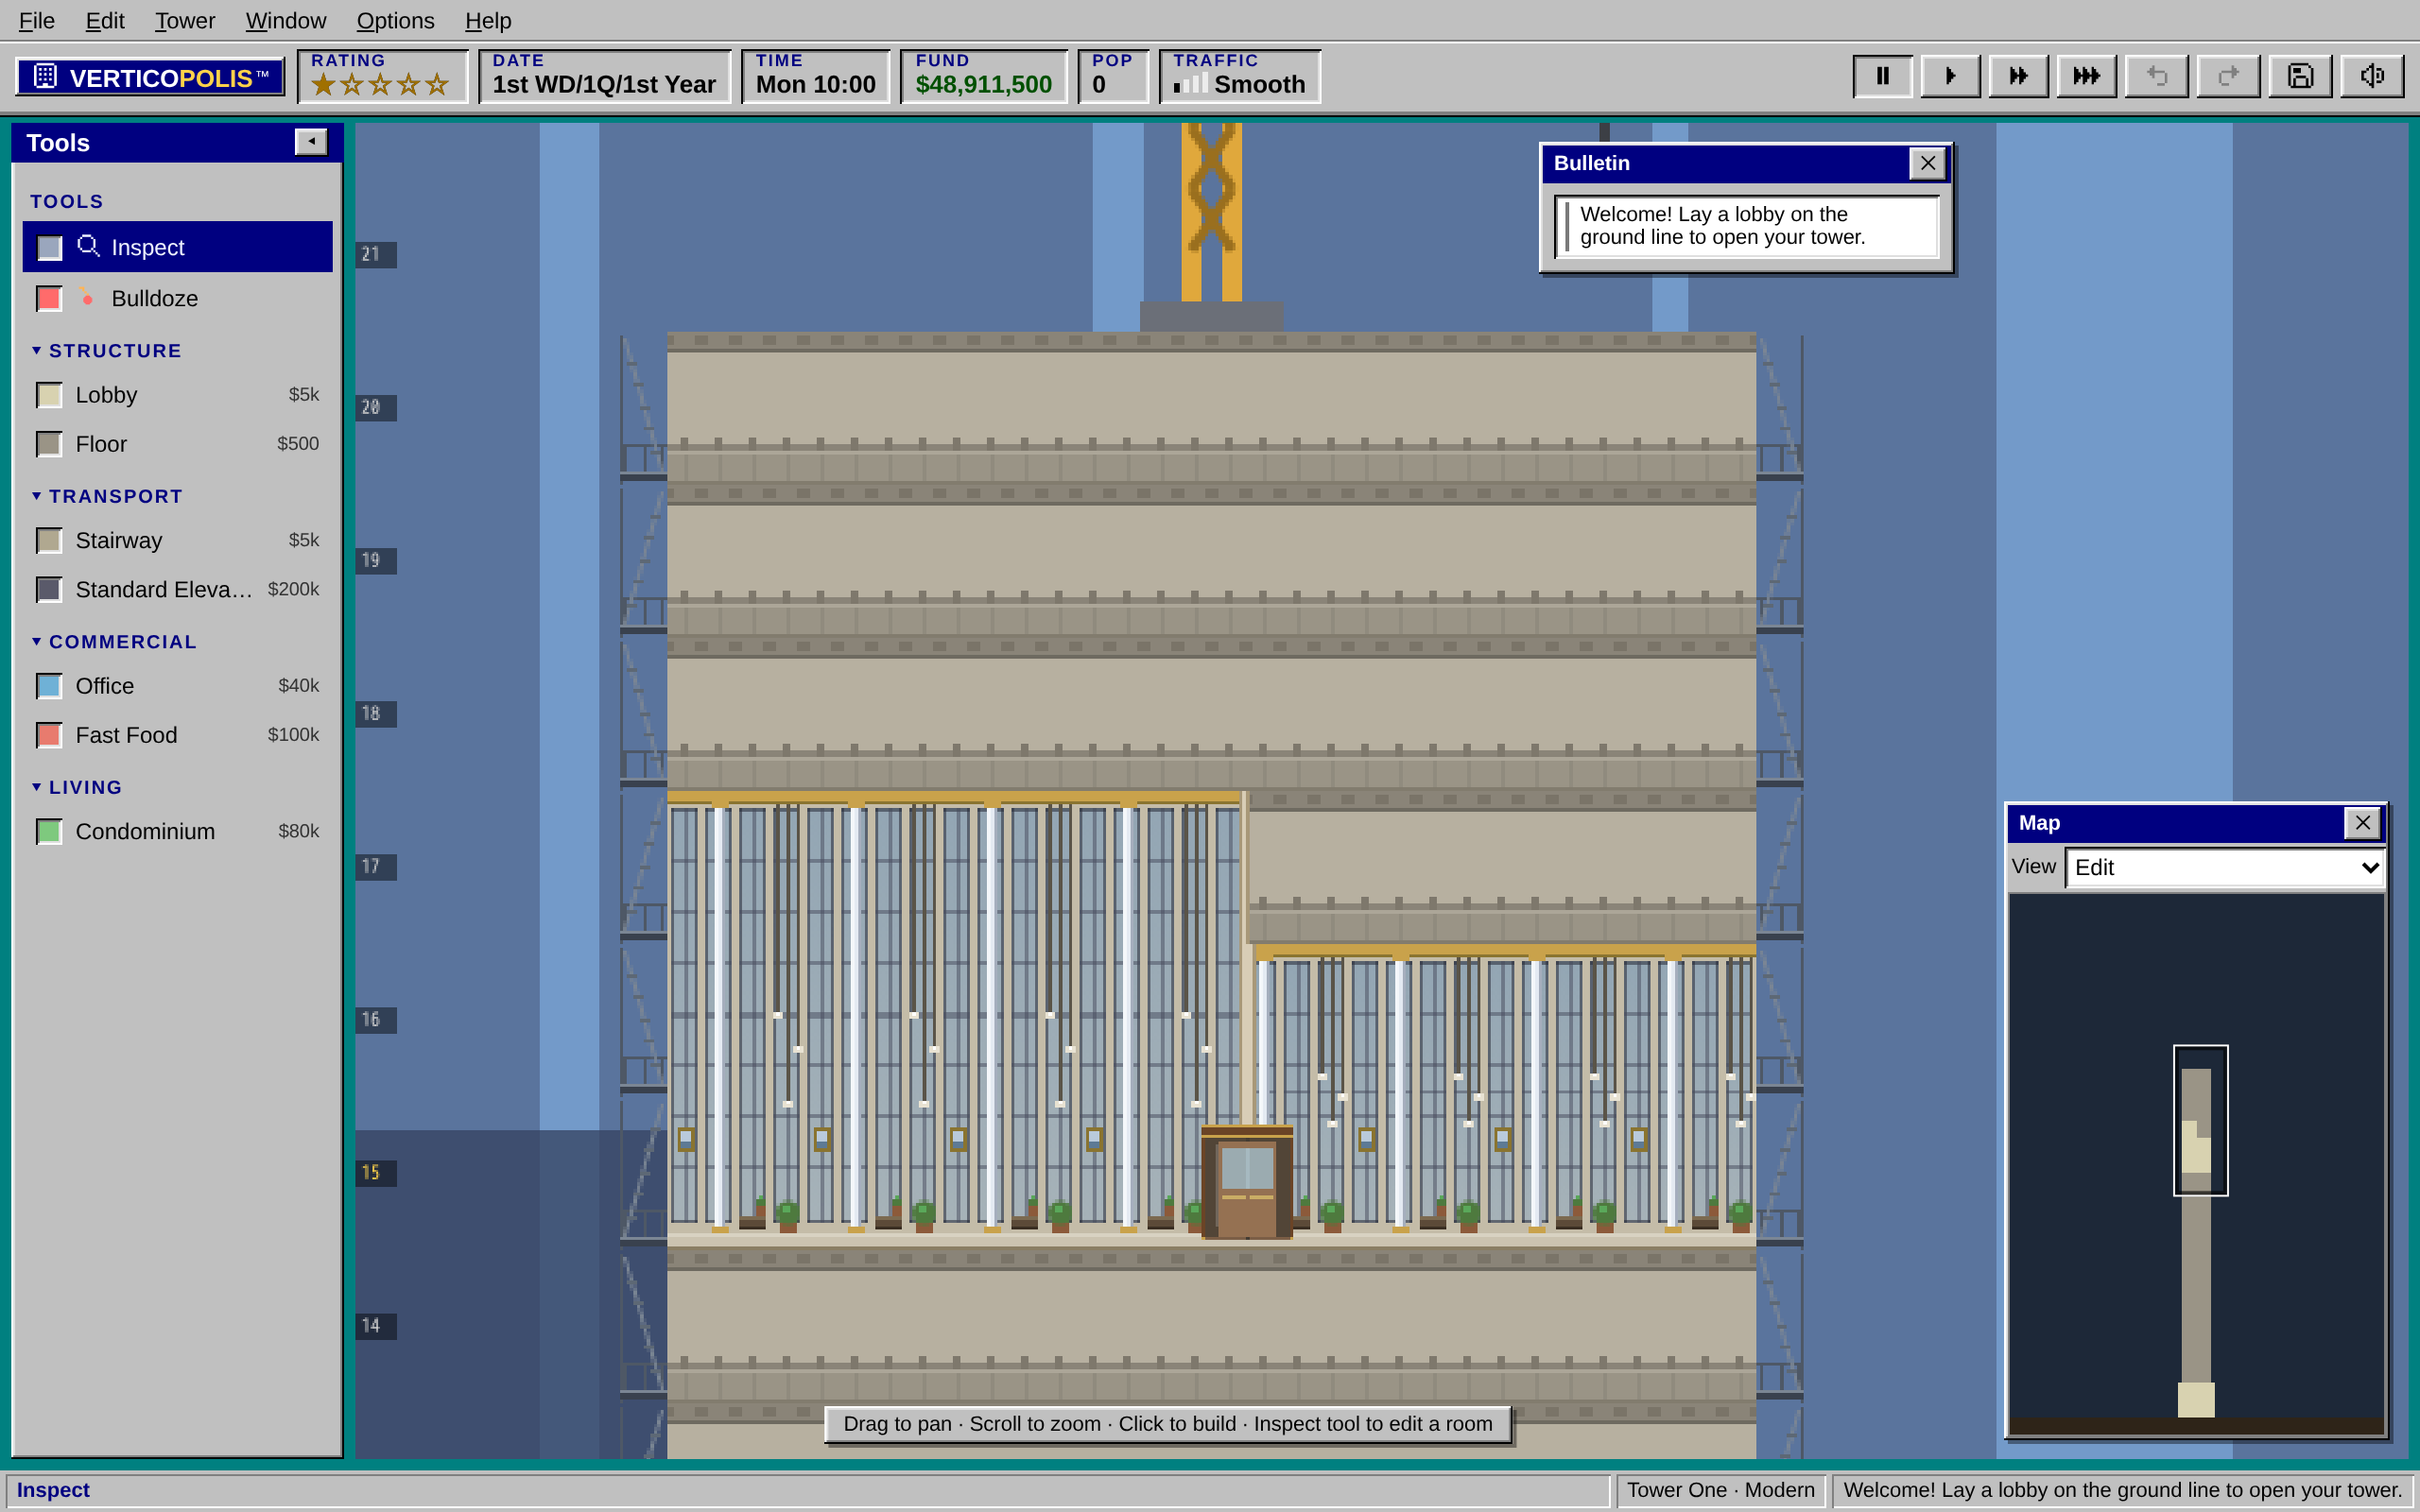 File Edit Tower Window Options Help
VERTICOPOLIS™
RATING
DATE
1st WD/1Q/1st Year
TIME
Mon 10:00
FUND
$48,911,500
POP
0
TRAFFIC
Smooth
Tools
TOOLS
Inspect
Bulldoze
STRUCTURE
Lobby $5k
Floor $500
TRANSPORT
Stairway $5k
Standard Eleva… $200k
COMMERCIAL
Office $40k
Fast Food $100k
LIVING
Condominium $80k
21
20
19
18
17
16
15
14
Bulletin
Welcome! Lay a lobby on the
ground line to open your tower.
Map
View Edit
Drag to pan · Scroll to zoom · Click to build · Inspect tool to edit a room
Inspect
Tower One · Modern
Welcome! Lay a lobby on the ground line to open your tower.